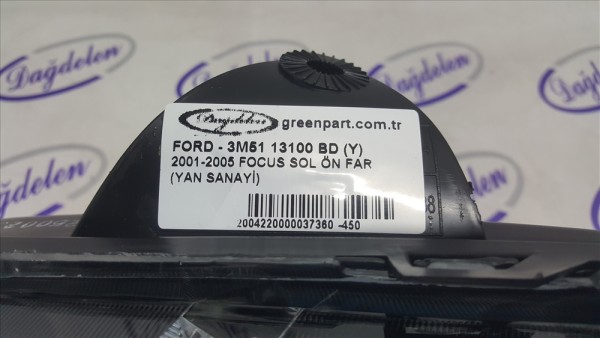 Dağdelen
Dağdelen
Dağdelen
Dağdelen
Dağdelen greenpart.com.tr
FORD - 3M51 13100 BD (Y)
2001-2005 FOCUS SOL ÖN FAR
(YAN SANAYİ)
2004220000037360 -450
8